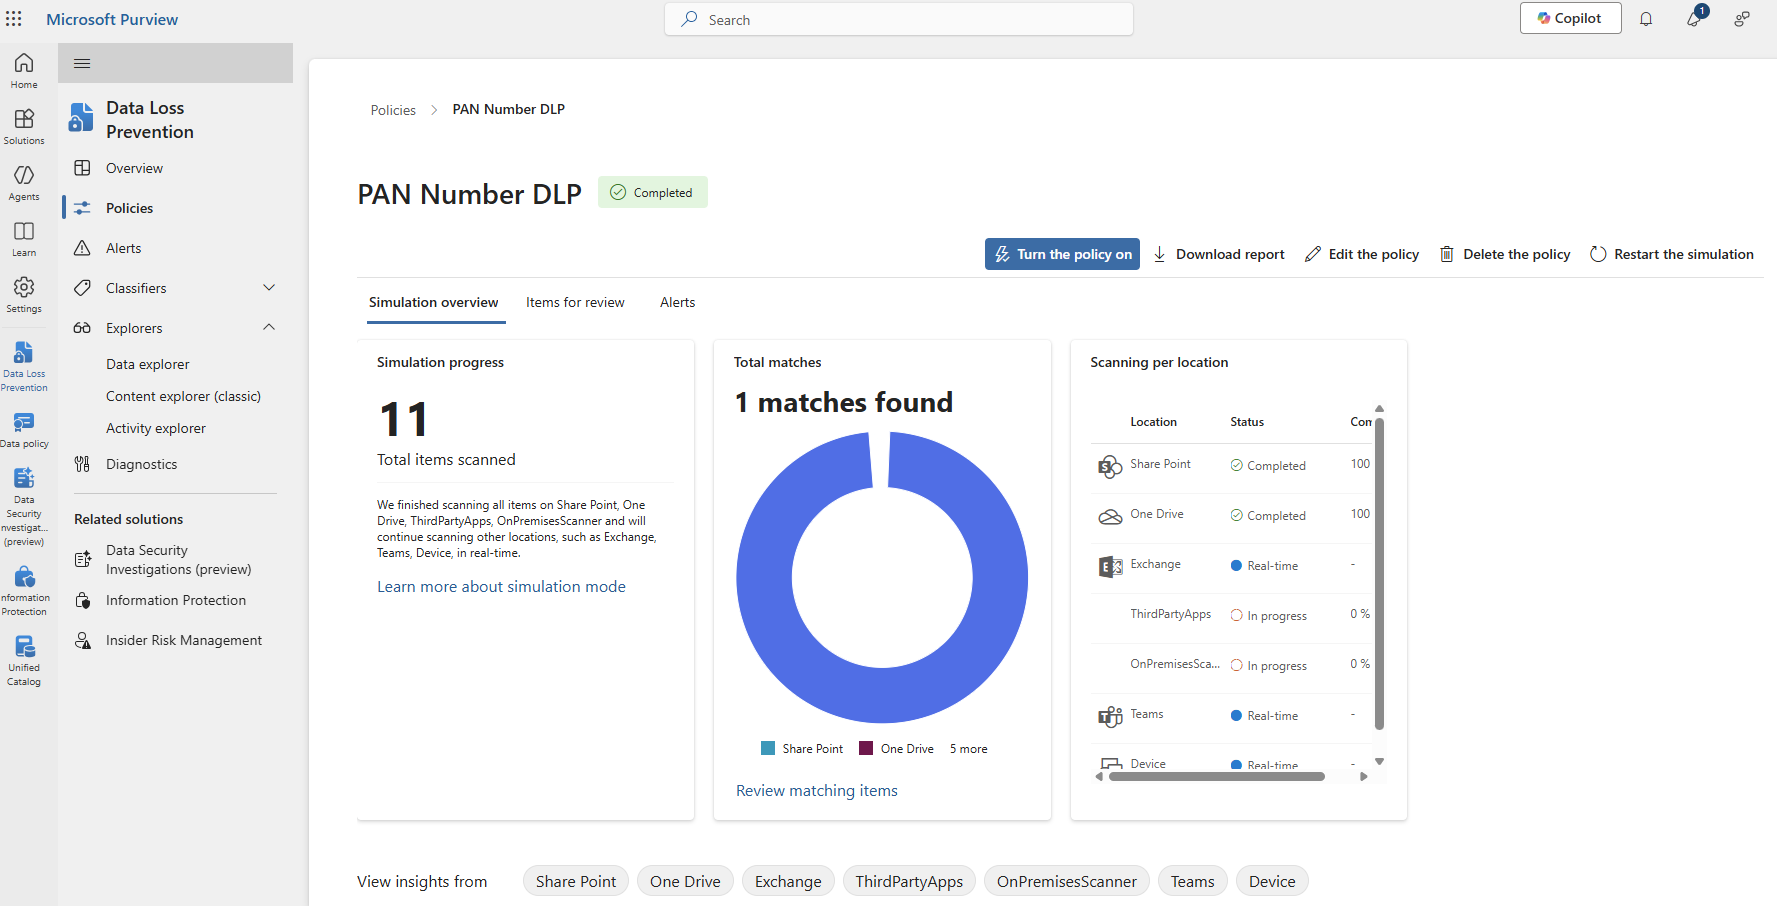 Microsoft Purview
Search
Copilot
1
Home
Solutions
Agents
Learn
Settings
Data Loss
Prevention
Data policy
Data
Security
nvestigat...
(preview)
nformation
Protection
Unified
Catalog
Data Loss
Prevention
Overview
Policies
Alerts
Classifiers
Explorers
Data explorer
Content explorer (classic)
Activity explorer
Diagnostics
Related solutions
Data Security
Investigations (preview)
Information Protection
Insider Risk Management
Policies
PAN Number DLP
PAN Number DLP
Completed
Turn the policy on
Download report
Edit the policy
Delete the policy
Restart the simulation
Simulation overview
Items for review
Alerts
Simulation progress
11
Total items scanned
We finished scanning all items on Share Point, One
Drive, ThirdPartyApps, OnPremisesScanner and will
continue scanning other locations, such as Exchange,
Teams, Device, in real-time.
Learn more about simulation mode
Total matches
1 matches found
Share Point One Drive 5 more
Review matching items
Scanning per location
Location Status Com
Share Point Completed 100
One Drive Completed 100
Exchange Real-time -
ThirdPartyApps In progress 0 %
OnPremisesSca... In progress 0 %
Teams Real-time -
Device Real-time -
View insights from
Share Point
One Drive
Exchange
ThirdPartyApps
OnPremisesScanner
Teams
Device